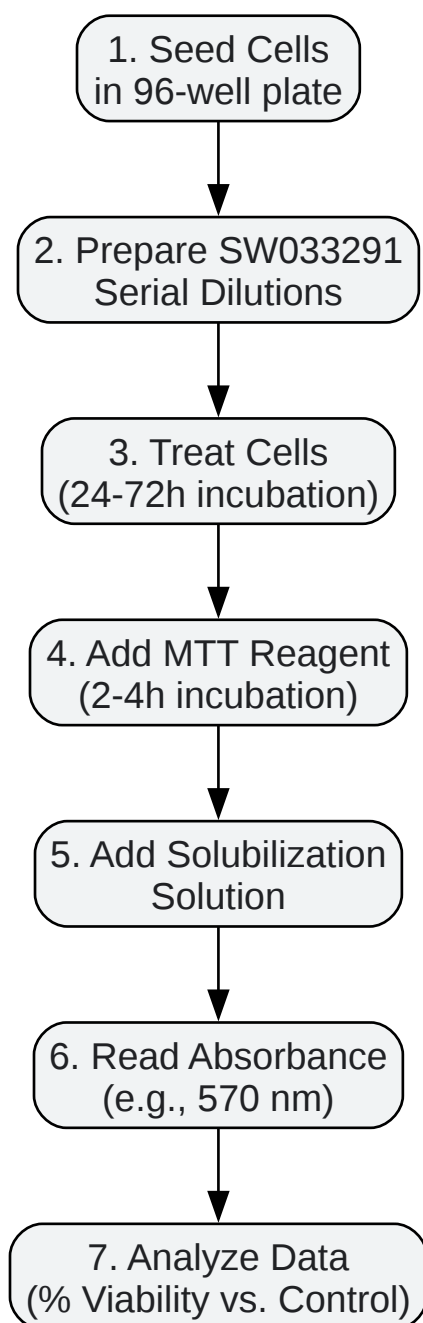 1. Seed Cells
in 96-well plate
2. Prepare SW033291
Serial Dilutions
3. Treat Cells
(24-72h incubation)
4. Add MTT Reagent
(2-4h incubation)
5. Add Solubilization
Solution
6. Read Absorbance
(e.g., 570 nm)
7. Analyze Data
(% Viability vs. Control)